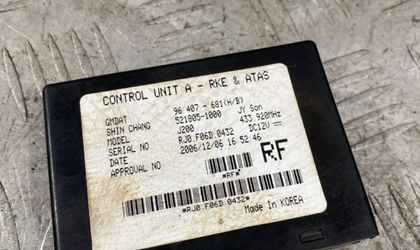 CONTROL UNIT A - RKE & ATAS
GMDAT 96 407 - 681(H/B)
SHIN CHANG 521805-1000 JY Son
MODEL J200 433.920MHz
SERIAL NO RJ0.F06D 0432 DC12V
DATE 2006/12/06 16:52:46
APPROVAL NO
RF
*RF*
*RJ0.F06D 0432*
Made In KOREA